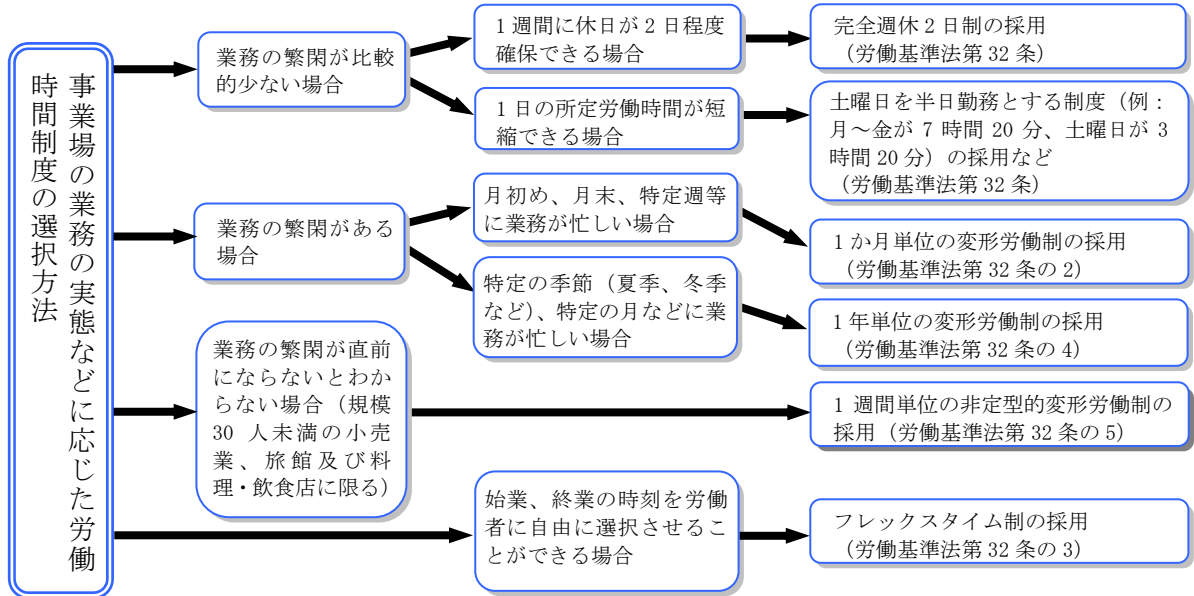 事業場の業務の実態などに応じた労働
時間制度の選択方法
業務の繁閑が比較
的少ない場合
1週間に休日が2日程度
確保できる場合
完全週休2日制の採用
(労働基準法第32条)
1日の所定労働時間が短
縮できる場合
土曜日を半日勤務とする制度(例:
月~金が 7 時間 20 分、土曜日が 3
時間 20 分)の採用など
(労働基準法第32条)
業務の繁閑がある
場合
月初め、月末、特定週等
に業務が忙しい場合
1か月単位の変形労働制の採用
(労働基準法第32条の2)
特定の季節(夏季、冬季
など)、特定の月などに業
務が忙しい場合
1年単位の変形労働制の採用
(労働基準法第32条の4)
業務の繁閑が直前
にならないとわか
らない場合(規模
30 人未満の小売
業、旅館及び料
理・飲食店に限る)
1週間単位の非定型的変形労働制の
採用(労働基準法第32条の5)
始業、終業の時刻を労働
者に自由に選択させるこ
とができる場合
フレックスタイム制の採用
(労働基準法第32条の3)